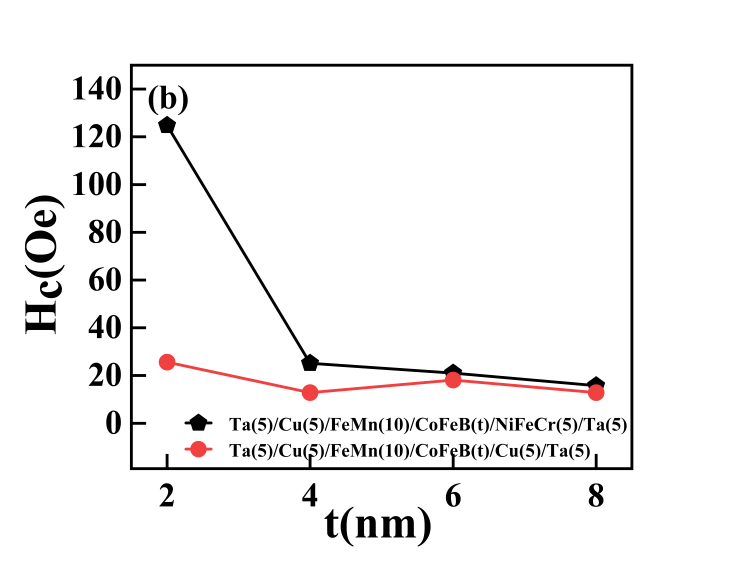 (b)
140
120
100
80
60
40
20
0
Hc(Oe)
Ta(5)/Cu(5)/FeMn(10)/CoFeB(t)/NiFeCr(5)/Ta(5)
Ta(5)/Cu(5)/FeMn(10)/CoFeB(t)/Cu(5)/Ta(5)
2 4 6 8
t(nm)